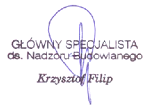 GŁÓWNY SPECJALISTA
ds. Nadzoru Budowlanego
Krzysztof Filip